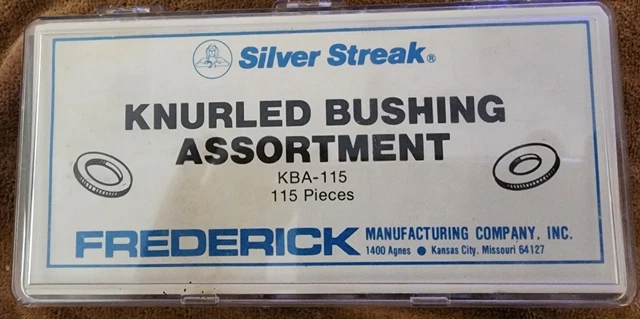 Silver Streak®
KNURLED BUSHING
ASSORTMENT
KBA-115
115 Pieces
FREDERICK MANUFACTURING COMPANY, INC.
1400 Agnes ● Kansas City, Missouri 64127